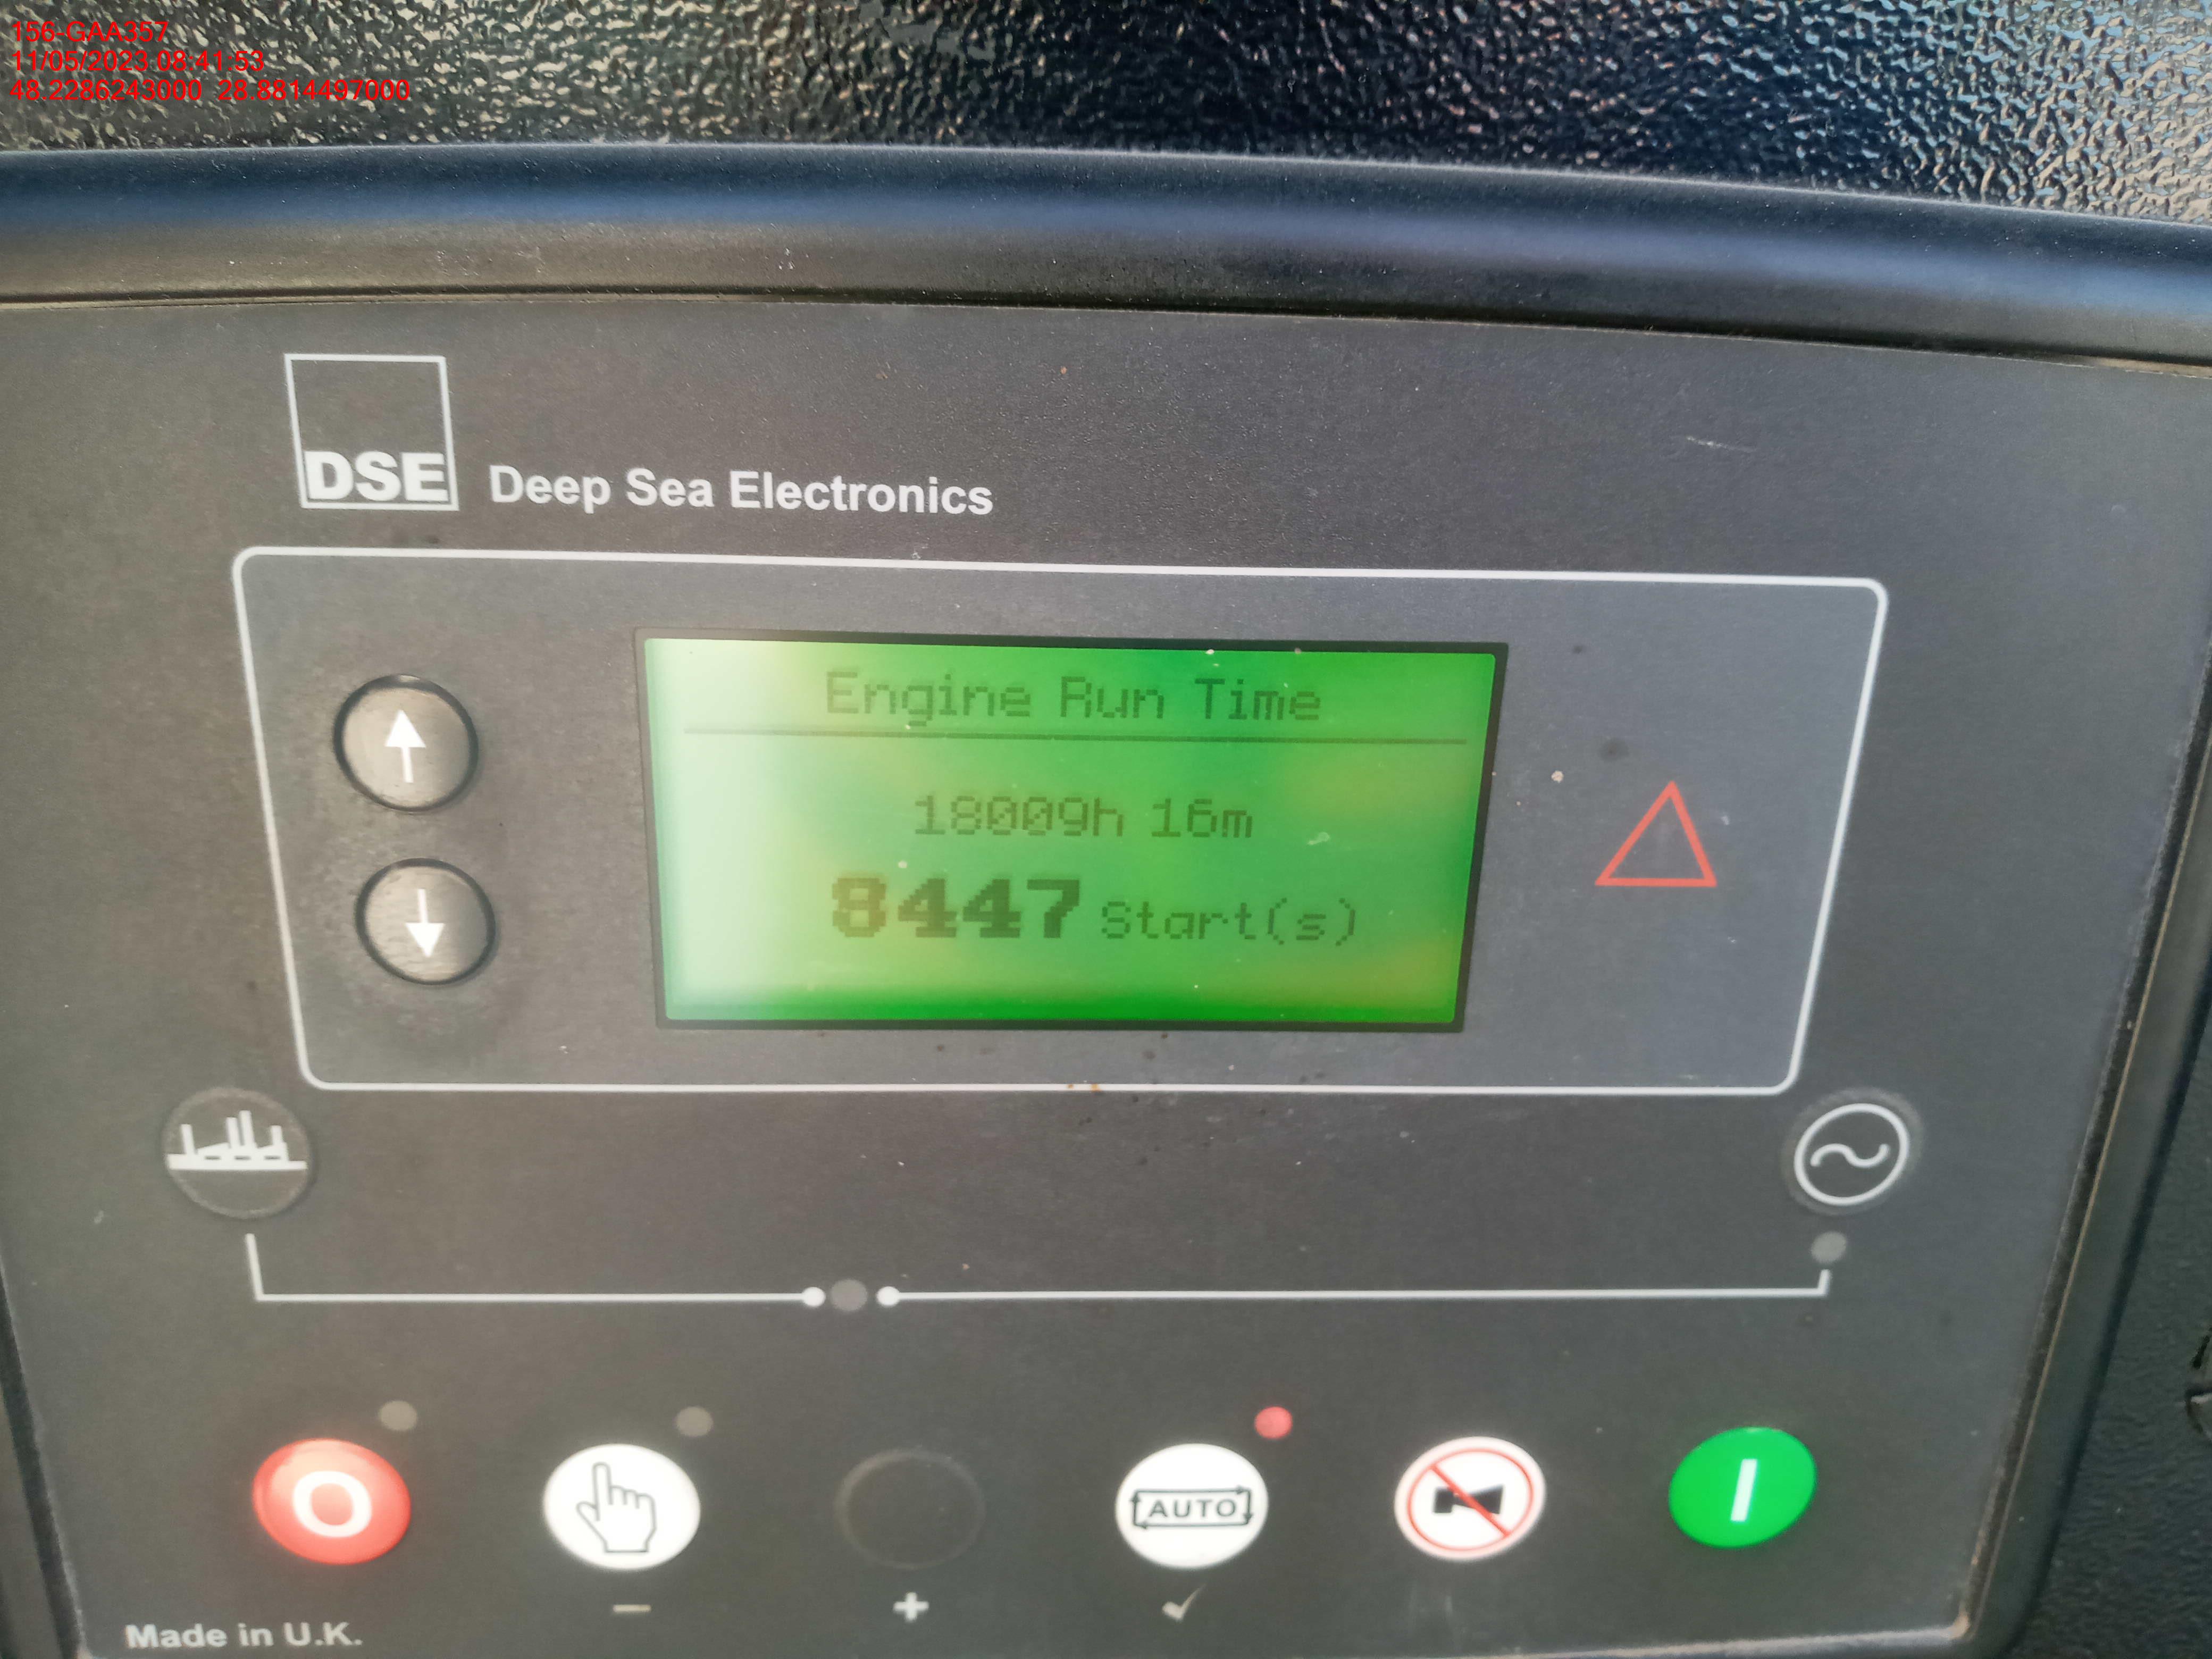 156-GAA357
11/05/2023 08:41:53
48.2286243000 28.8814497000
DSE Deep Sea Electronics
Engine Run Time
18009h 16m
8447 Start(s)
O
AUTO
I
− + ✓
Made in U.K.